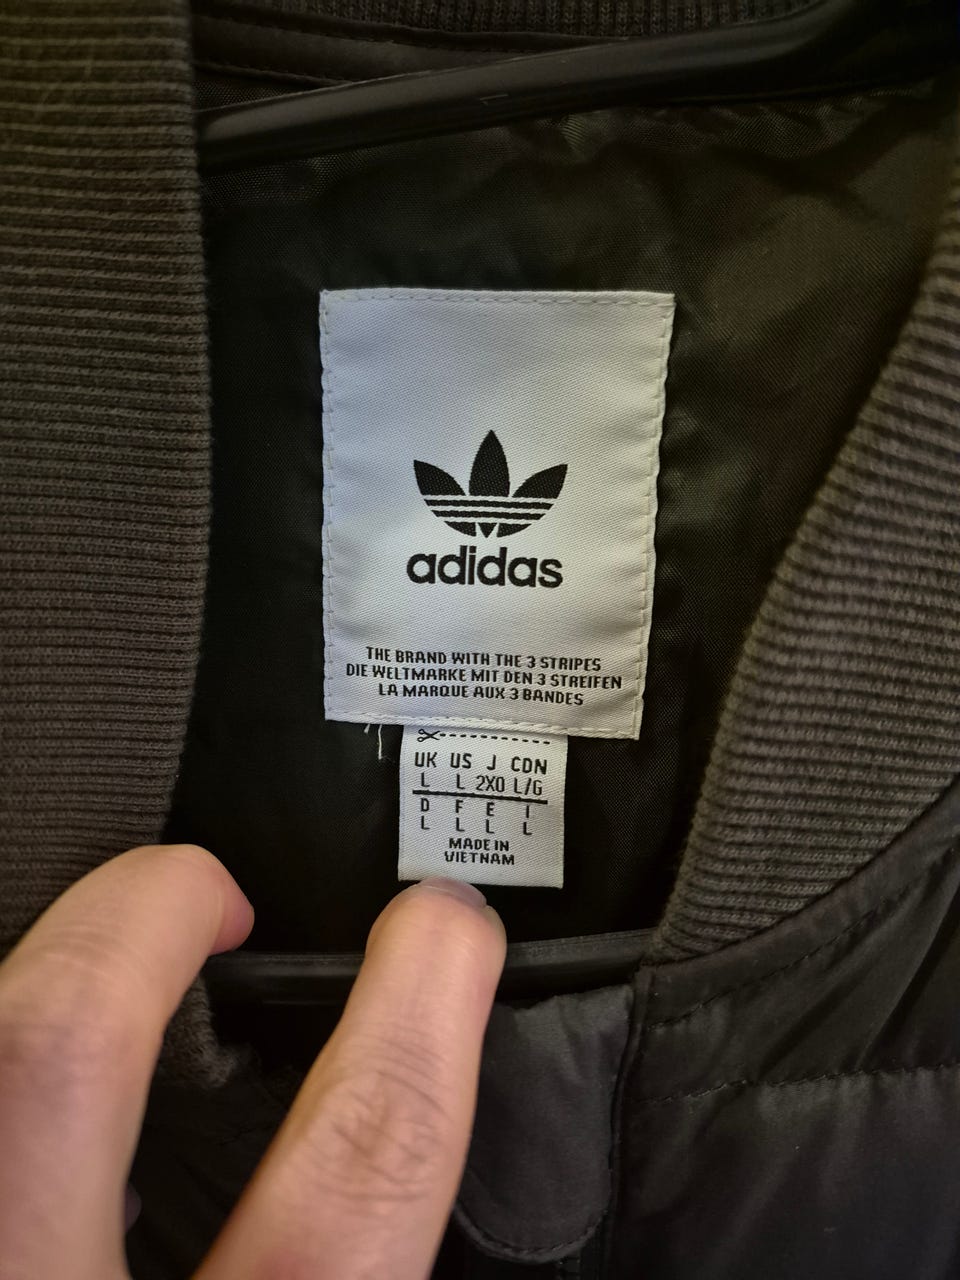 adidas
THE BRAND WITH THE 3 STRIPES
DIE WELTMARKE MIT DEN 3 STREIFEN
LA MARQUE AUX 3 BANDES
UK US J CDN
L L 2XO L/G
D F E I
L L L L
MADE IN
VIETNAM